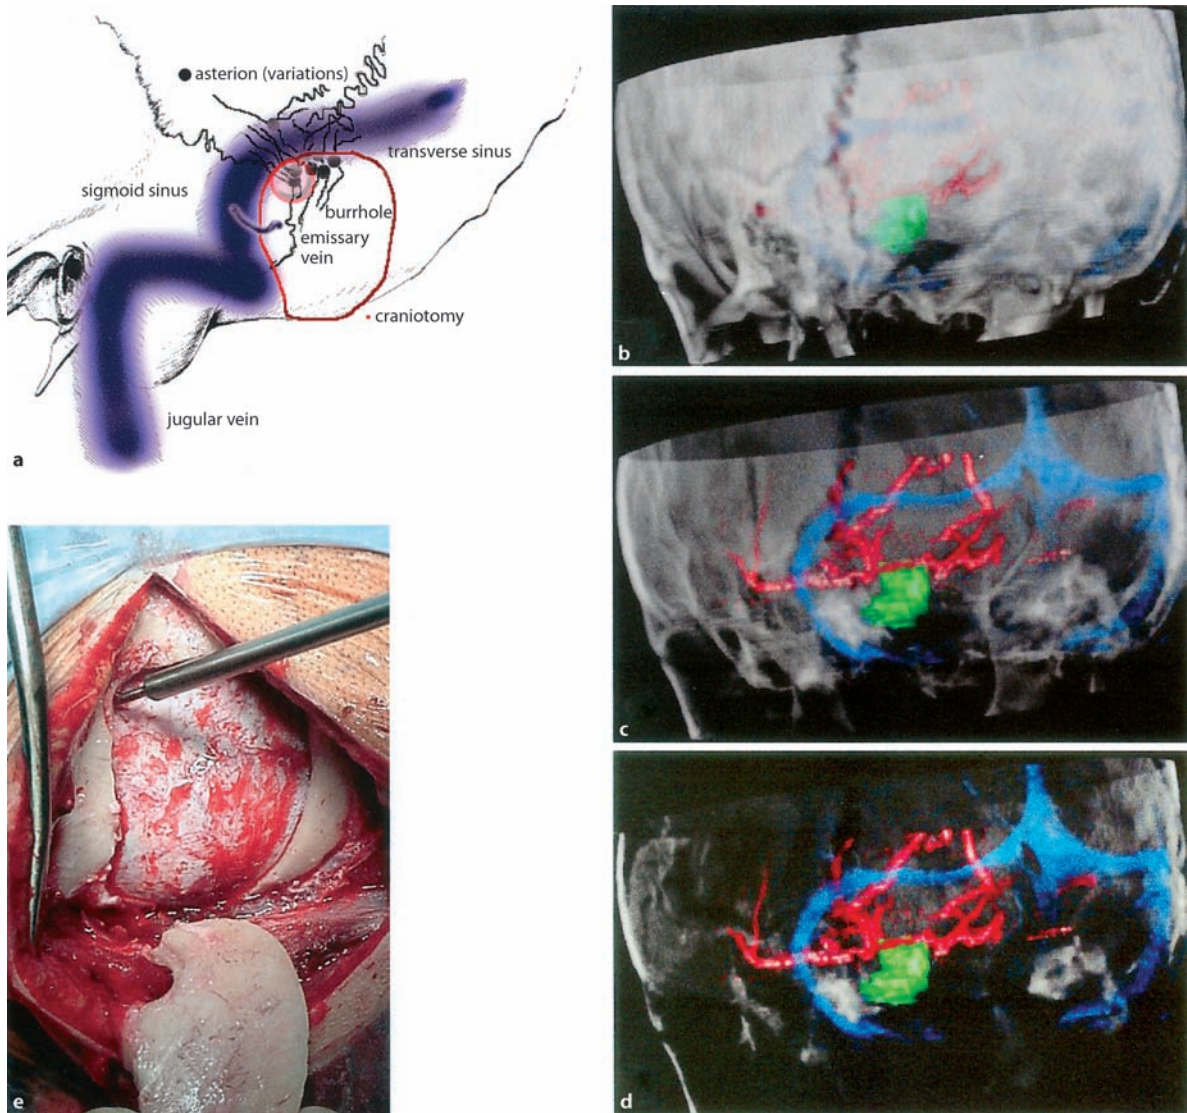 asterion (variations)
transverse sinus
sigmoid sinus
burrhole
emissary
vein
craniotomy
jugular vein
a
b
c
d
e